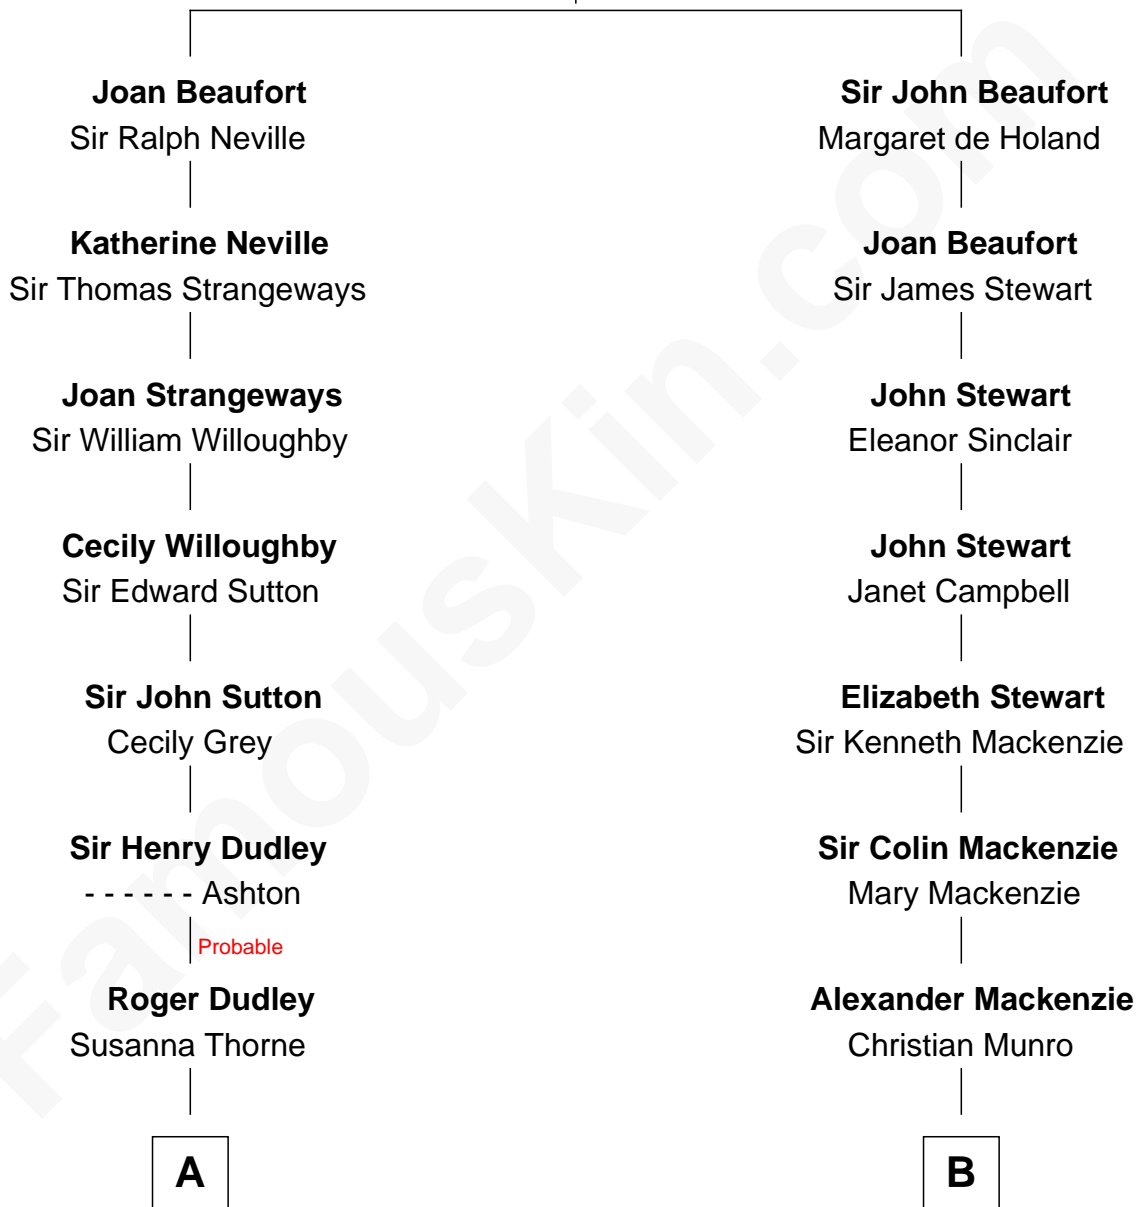 Joan Beaufort
Sir Ralph Neville
Katherine Neville
Sir Thomas Strangeways
Joan Strangeways
Sir William Willoughby
Cecily Willoughby
Sir Edward Sutton
Sir John Sutton
Cecily Grey
Sir Henry Dudley
- - - - - - Ashton
Probable
Roger Dudley
Susanna Thorne
A
Sir John Beaufort
Margaret de Holand
Joan Beaufort
Sir James Stewart
John Stewart
Eleanor Sinclair
John Stewart
Janet Campbell
Elizabeth Stewart
Sir Kenneth Mackenzie
Sir Colin Mackenzie
Mary Mackenzie
Alexander Mackenzie
Christian Munro
B
FamousKin.com